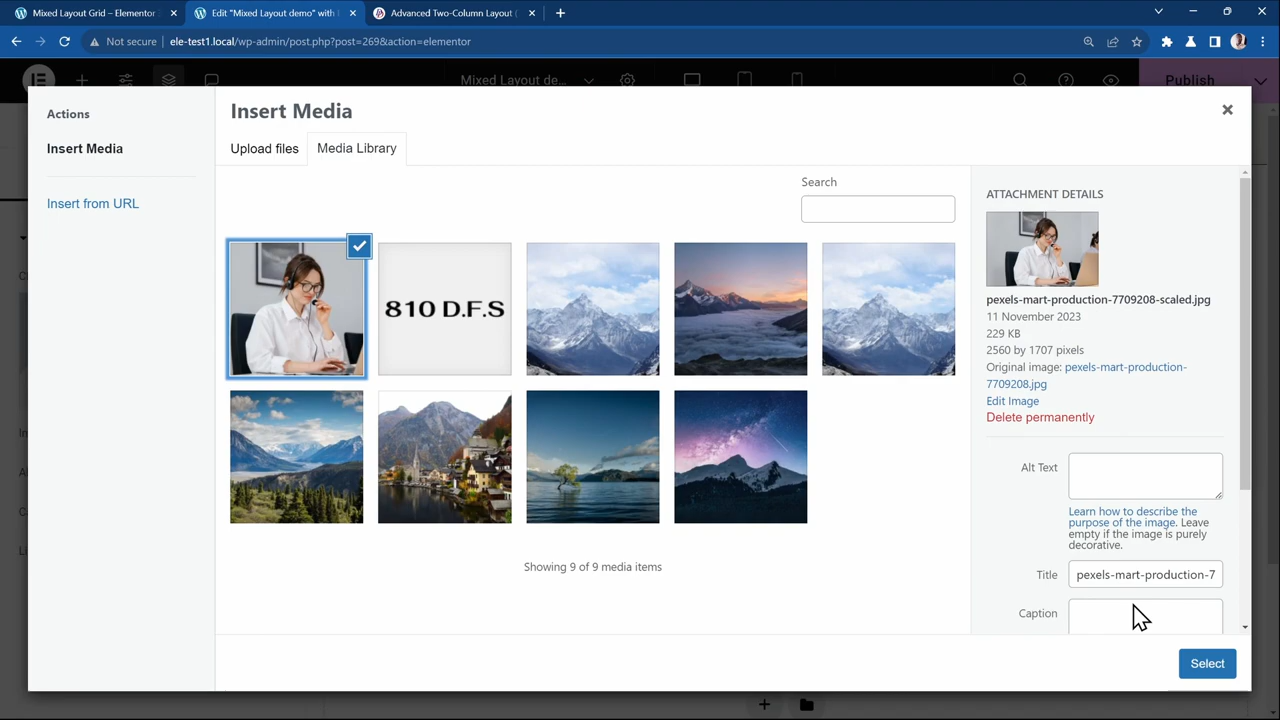 Mixed Layout Grid – Elementor
Edit "Mixed Layout demo" with
Advanced Two-Column Layout (
Not secure
ele-test1.local/wp-admin/post.php?post=269&action=elementor
Mixed Layout de...
Publish
Actions
Insert Media
Insert from URL
Insert Media
Upload files
Media Library
Search
810 D.F.S
Showing 9 of 9 media items
ATTACHMENT DETAILS
pexels-mart-production-7709208-scaled.jpg
11 November 2023
229 KB
2560 by 1707 pixels
Original image: pexels-mart-production-
7709208.jpg
Edit Image
Delete permanently
Alt Text
Learn how to describe the
purpose of the image. Leave
empty if the image is purely
decorative.
Title
pexels-mart-production-7
Caption
Select